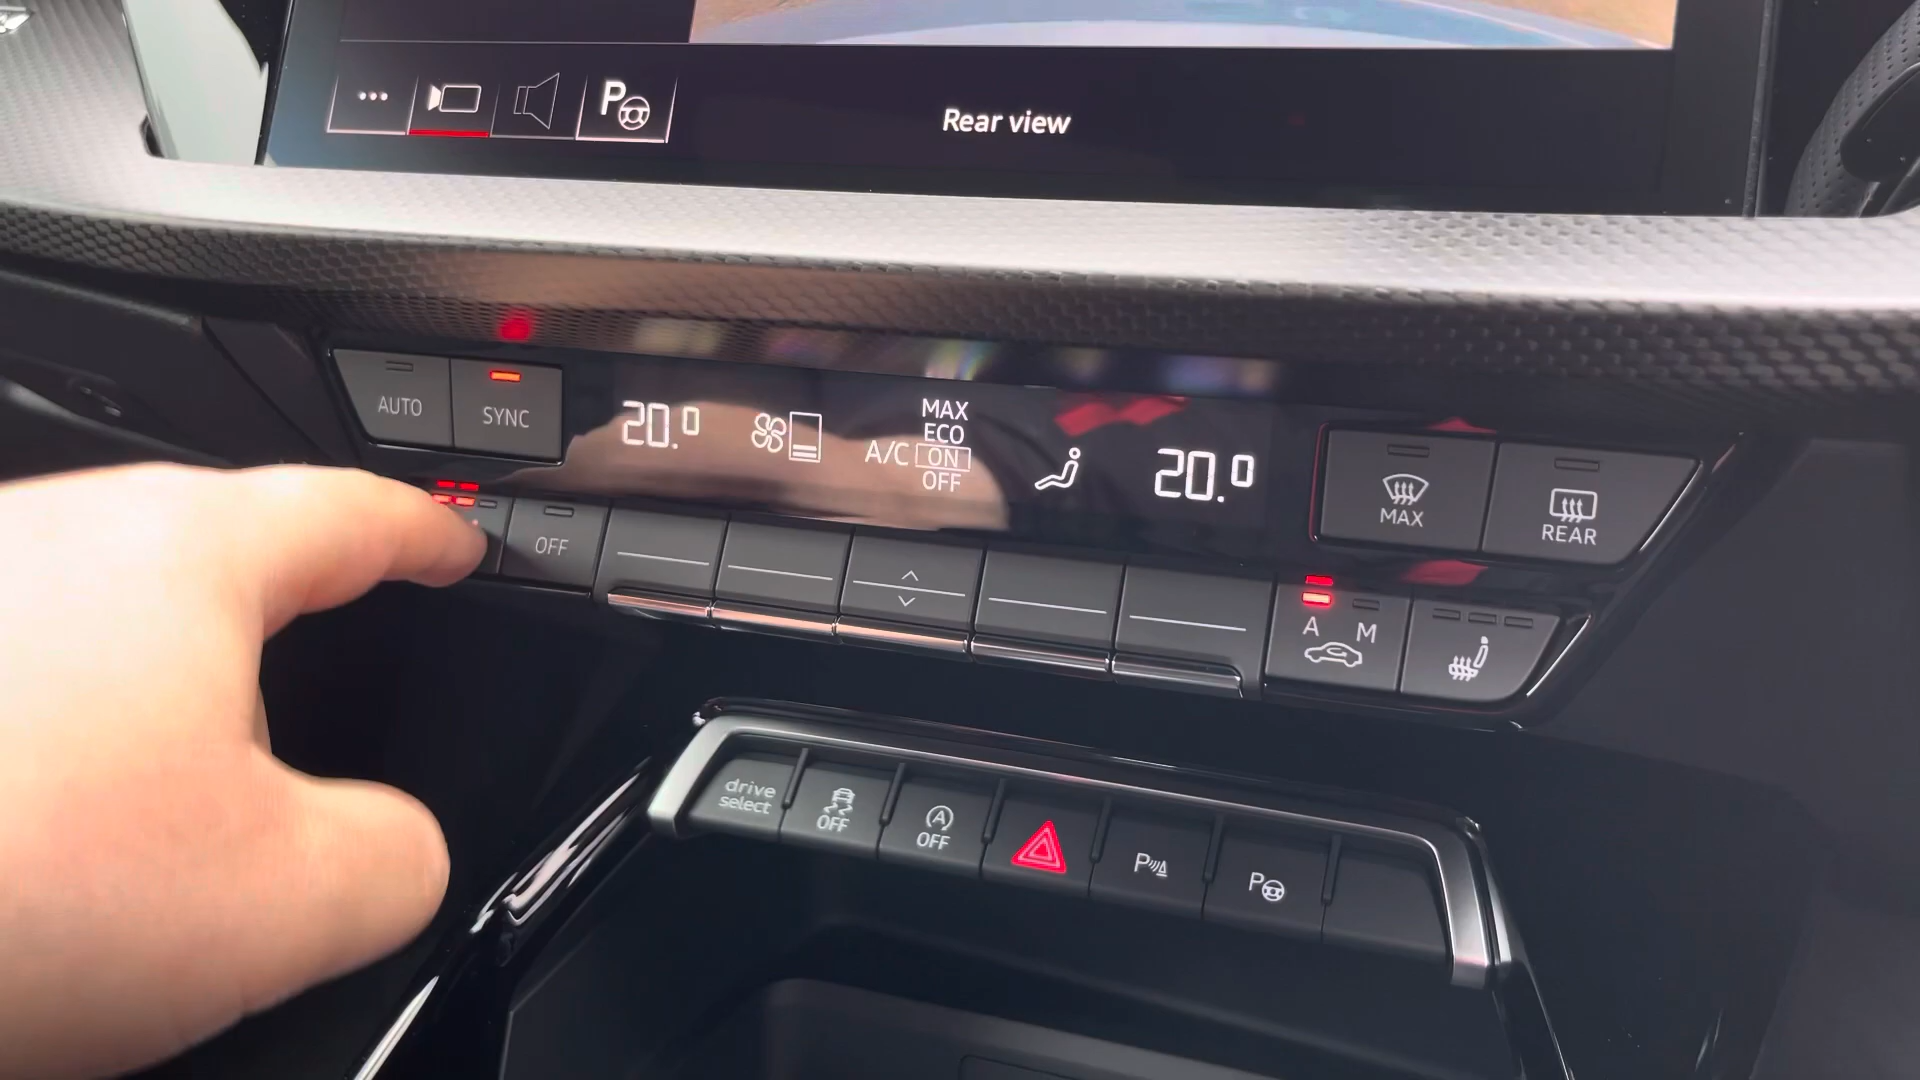 P
Rear view
AUTO
SYNC
20.0
MAX
ECO
A/C ON
OFF
20.0
MAX
REAR
OFF
A M
drive
select
OFF
A
OFF
P
P